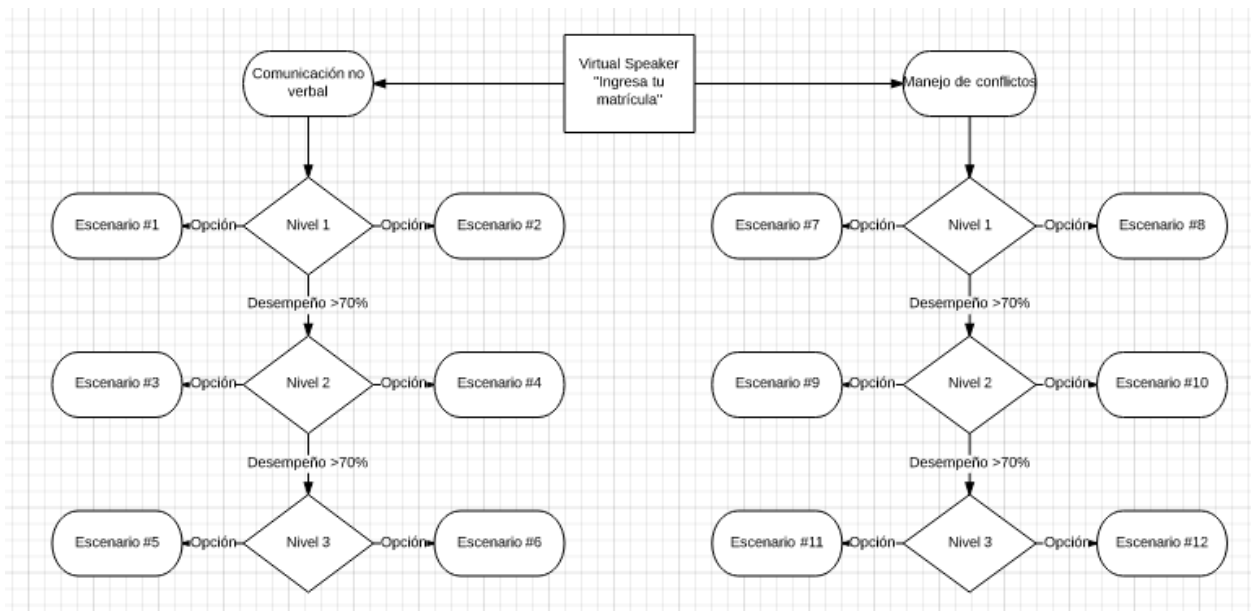 Comunicación no
verbal
Virtual Speaker
"Ingresa tu
matrícula"
Manejo de conflictos
Escenario #1
Opción
Nivel 1
Opción
Escenario #2
Escenario #7
Opción
Nivel 1
Opción
Escenario #8
Desempeño >70%
Desempeño >70%
Escenario #3
Opción
Nivel 2
Opción
Escenario #4
Escenario #9
Opción
Nivel 2
Opción
Escenario #10
Desempeño >70%
Desempeño >70%
Escenario #5
Opción
Nivel 3
Opción
Escenario #6
Escenario #11
Opción
Nivel 3
Opción
Escenario #12